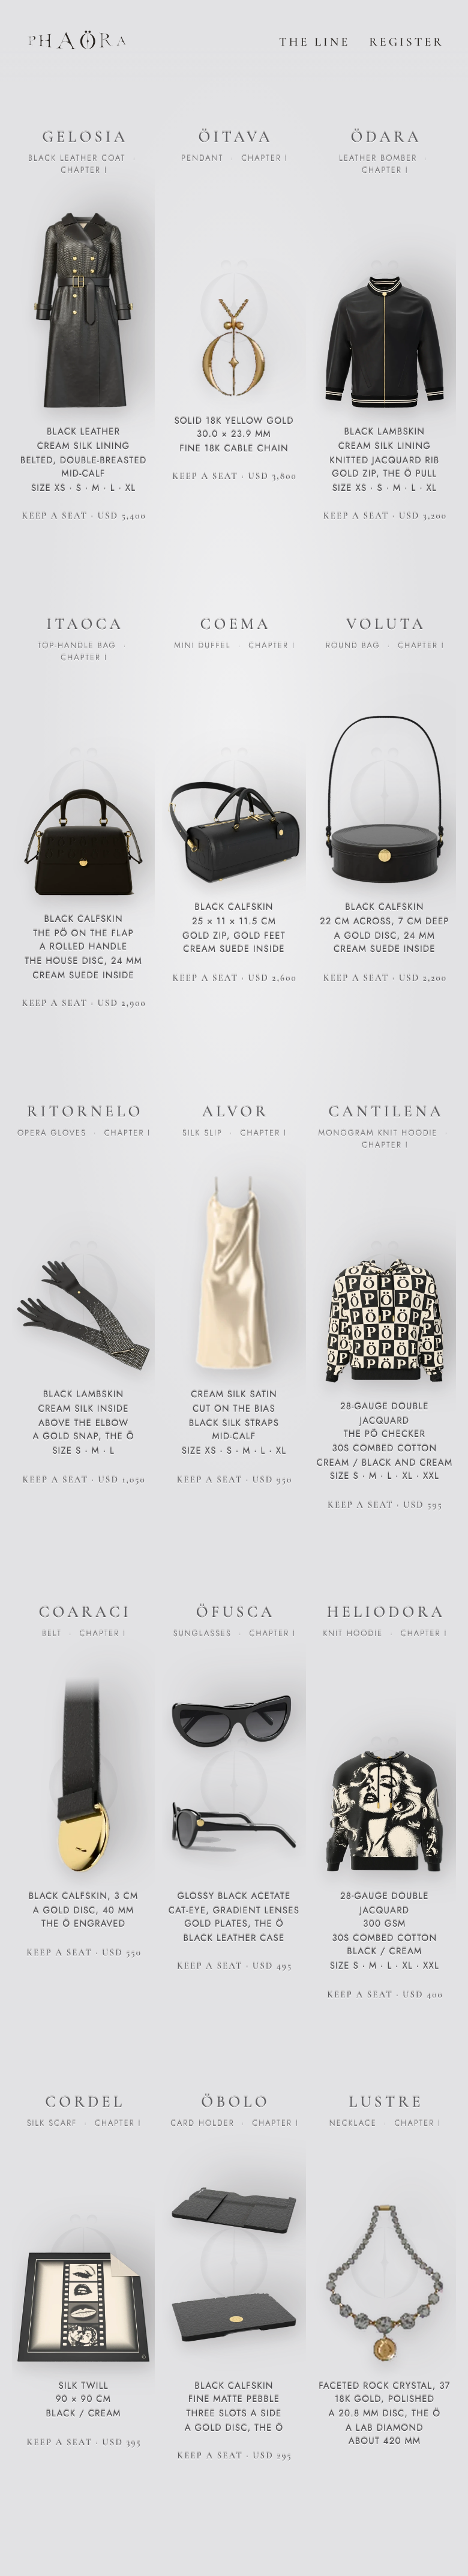 PHAÖRA
THE LINE REGISTER
GELOSIA
BLACK LEATHER COAT ·
CHAPTER I
ÖITAVA
PENDANT · CHAPTER I
ÖDARA
LEATHER BOMBER ·
CHAPTER I
BLACK LEATHER
CREAM SILK LINING
BELTED, DOUBLE-BREASTED
MID-CALF
SIZE XS · S · M · L · XL
KEEP A SEAT · USD 5,400
SOLID 18K YELLOW GOLD
30.0 × 23.9 MM
FINE 18K CABLE CHAIN
KEEP A SEAT · USD 3,800
BLACK LAMBSKIN
CREAM SILK LINING
KNITTED JACQUARD RIB
GOLD ZIP, THE Ö PULL
SIZE XS · S · M · L · XL
KEEP A SEAT · USD 3,200
ITAOCA
TOP-HANDLE BAG ·
CHAPTER I
COEMA
MINI DUFFEL · CHAPTER I
VOLUTA
ROUND BAG · CHAPTER I
BLACK CALFSKIN
THE PÖ ON THE FLAP
A ROLLED HANDLE
THE HOUSE DISC, 24 MM
CREAM SUEDE INSIDE
KEEP A SEAT · USD 2,900
BLACK CALFSKIN
25 × 11 × 11.5 CM
GOLD ZIP, GOLD FEET
CREAM SUEDE INSIDE
KEEP A SEAT · USD 2,600
BLACK CALFSKIN
22 CM ACROSS, 7 CM DEEP
A GOLD DISC, 24 MM
CREAM SUEDE INSIDE
KEEP A SEAT · USD 2,200
RITORNELO
OPERA GLOVES · CHAPTER I
ALVOR
SILK SLIP · CHAPTER I
CANTILENA
MONOGRAM KNIT HOODIE ·
CHAPTER I
BLACK LAMBSKIN
CREAM SILK INSIDE
ABOVE THE ELBOW
A GOLD SNAP, THE Ö
SIZE S · M · L
KEEP A SEAT · USD 1,050
CREAM SILK SATIN
CUT ON THE BIAS
BLACK SILK STRAPS
MID-CALF
SIZE XS · S · M · L · XL
KEEP A SEAT · USD 950
28-GAUGE DOUBLE
JACQUARD
THE PÖ CHECKER
30S COMBED COTTON
CREAM / BLACK AND CREAM
SIZE S · M · L · XL · XXL
KEEP A SEAT · USD 595
COARACI
BELT · CHAPTER I
ÖFUSCA
SUNGLASSES · CHAPTER I
HELIODORA
KNIT HOODIE · CHAPTER I
BLACK CALFSKIN, 3 CM
A GOLD DISC, 40 MM
THE Ö ENGRAVED
KEEP A SEAT · USD 550
GLOSSY BLACK ACETATE
CAT-EYE, GRADIENT LENSES
GOLD PLATES, THE Ö
BLACK LEATHER CASE
KEEP A SEAT · USD 495
28-GAUGE DOUBLE
JACQUARD
300 GSM
30S COMBED COTTON
BLACK / CREAM
SIZE S · M · L · XL · XXL
KEEP A SEAT · USD 400
CORDEL
SILK SCARF · CHAPTER I
ÖBOLO
CARD HOLDER · CHAPTER I
LUSTRE
NECKLACE · CHAPTER I
SILK TWILL
90 × 90 CM
BLACK / CREAM
KEEP A SEAT · USD 395
BLACK CALFSKIN
FINE MATTE PEBBLE
THREE SLOTS A SIDE
A GOLD DISC, THE Ö
KEEP A SEAT · USD 295
FACETED ROCK CRYSTAL, 37
18K GOLD, POLISHED
A 20.8 MM DISC, THE Ö
A LAB DIAMOND
ABOUT 420 MM